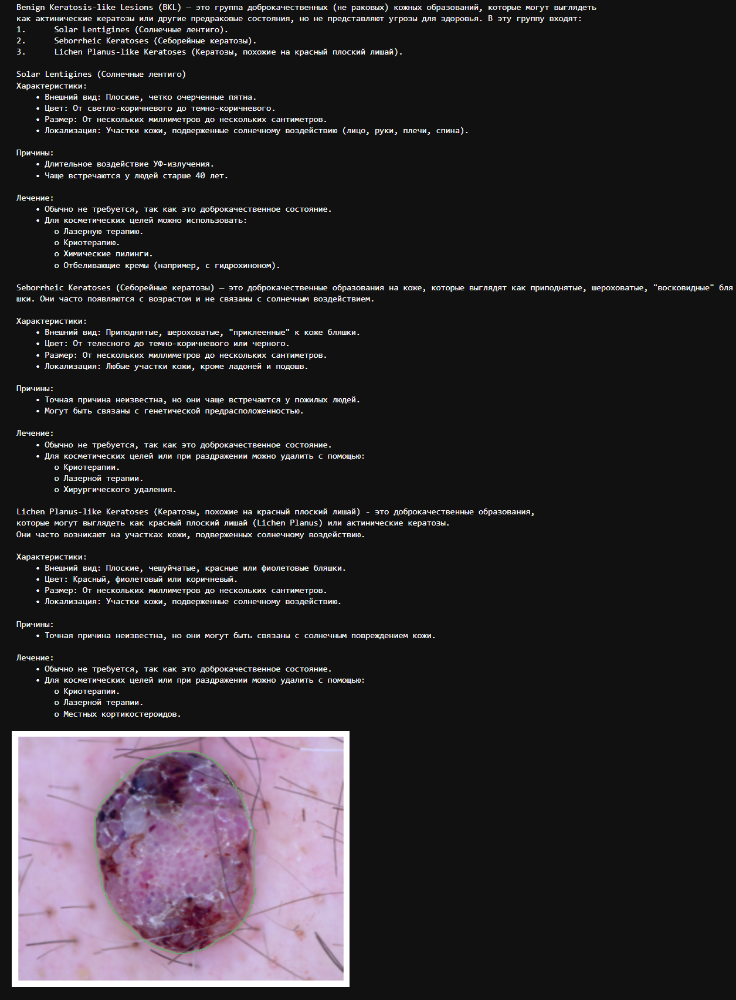 Benign Keratosis-like Lesions (BKL) — это группа доброкачественных (не раковых) кожных образований, которые могут выглядеть
как актинические кератозы или другие предраковые состояния, но не представляют угрозы для здоровья. В эту группу входят:
1. Solar Lentigines (Солнечные лентиго).
2. Seborrheic Keratoses (Себорейные кератозы).
3. Lichen Planus-like Keratoses (Кератозы, похожие на красный плоский лишай).

Solar Lentigines (Солнечные лентиго)
Характеристики:
• Внешний вид: Плоские, четко очерченные пятна.
• Цвет: От светло-коричневого до темно-коричневого.
• Размер: От нескольких миллиметров до нескольких сантиметров.
• Локализация: Участки кожи, подверженные солнечному воздействию (лицо, руки, плечи, спина).

Причины:
• Длительное воздействие УФ-излучения.
• Чаще встречаются у людей старше 40 лет.

Лечение:
• Обычно не требуется, так как это доброкачественное состояние.
• Для косметических целей можно использовать:
o Лазерную терапию.
o Криотерапию.
o Химические пилинги.
o Отбеливающие кремы (например, с гидрохиноном).

Seborrheic Keratoses (Себорейные кератозы) — это доброкачественные образования на коже, которые выглядят как приподнятые, шероховатые, "восковидные" бля
шки. Они часто появляются с возрастом и не связаны с солнечным воздействием.

Характеристики:
• Внешний вид: Приподнятые, шероховатые, "приклеенные" к коже бляшки.
• Цвет: От телесного до темно-коричневого или черного.
• Размер: От нескольких миллиметров до нескольких сантиметров.
• Локализация: Любые участки кожи, кроме ладоней и подошв.

Причины:
• Точная причина неизвестна, но они чаще встречаются у пожилых людей.
• Могут быть связаны с генетической предрасположенностью.

Лечение:
• Обычно не требуется, так как это доброкачественное состояние.
• Для косметических целей или при раздражении можно удалить с помощью:
o Криотерапии.
o Лазерной терапии.
o Хирургического удаления.

Lichen Planus-like Keratoses (Кератозы, похожие на красный плоский лишай) - это доброкачественные образования,
которые могут выглядеть как красный плоский лишай (Lichen Planus) или актинические кератозы.
Они часто возникают на участках кожи, подверженных солнечному воздействию.

Характеристики:
• Внешний вид: Плоские, чешуйчатые, красные или фиолетовые бляшки.
• Цвет: Красный, фиолетовый или коричневый.
• Размер: От нескольких миллиметров до нескольких сантиметров.
• Локализация: Участки кожи, подверженные солнечному воздействию.

Причины:
• Точная причина неизвестна, но они могут быть связаны с солнечным повреждением кожи.

Лечение:
• Обычно не требуется, так как это доброкачественное состояние.
• Для косметических целей или при раздражении можно удалить с помощью:
o Криотерапии.
o Лазерной терапии.
o Местных кортикостероидов.